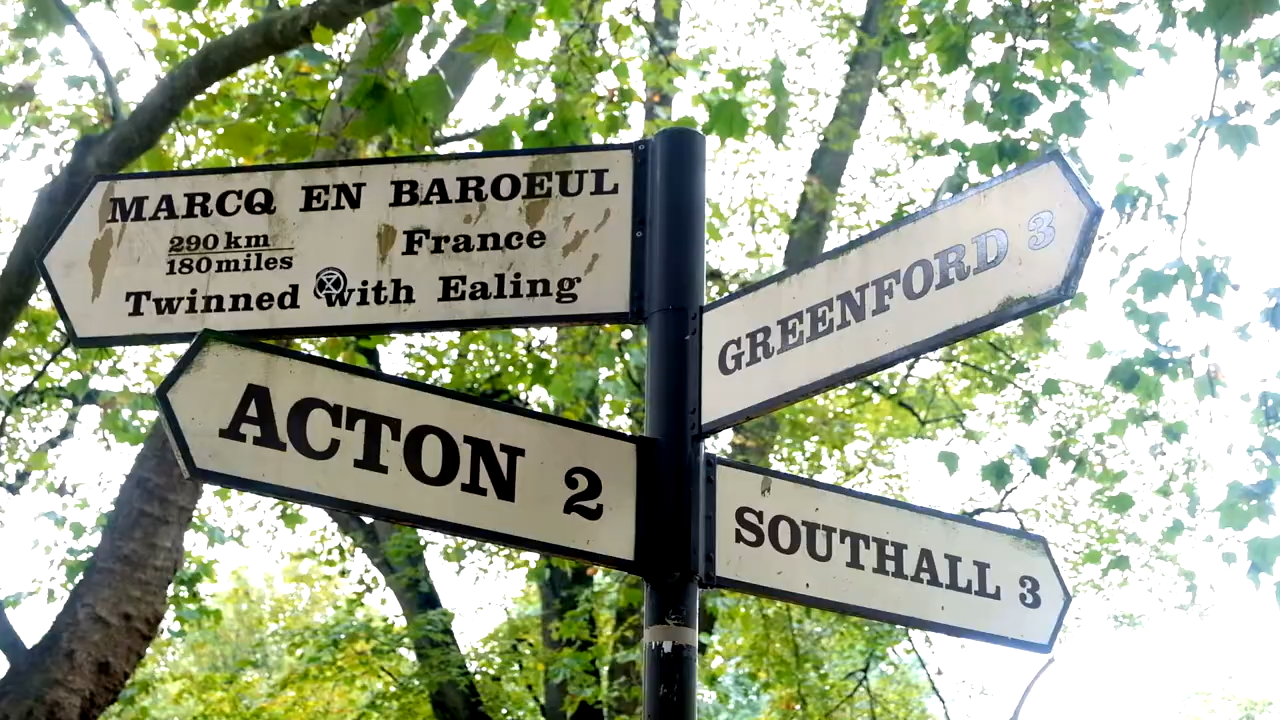 MARCQ EN BAROEUL
290 km France
180 miles
Twinned with Ealing
ACTON 2
GREENFORD 3
SOUTHALL 3